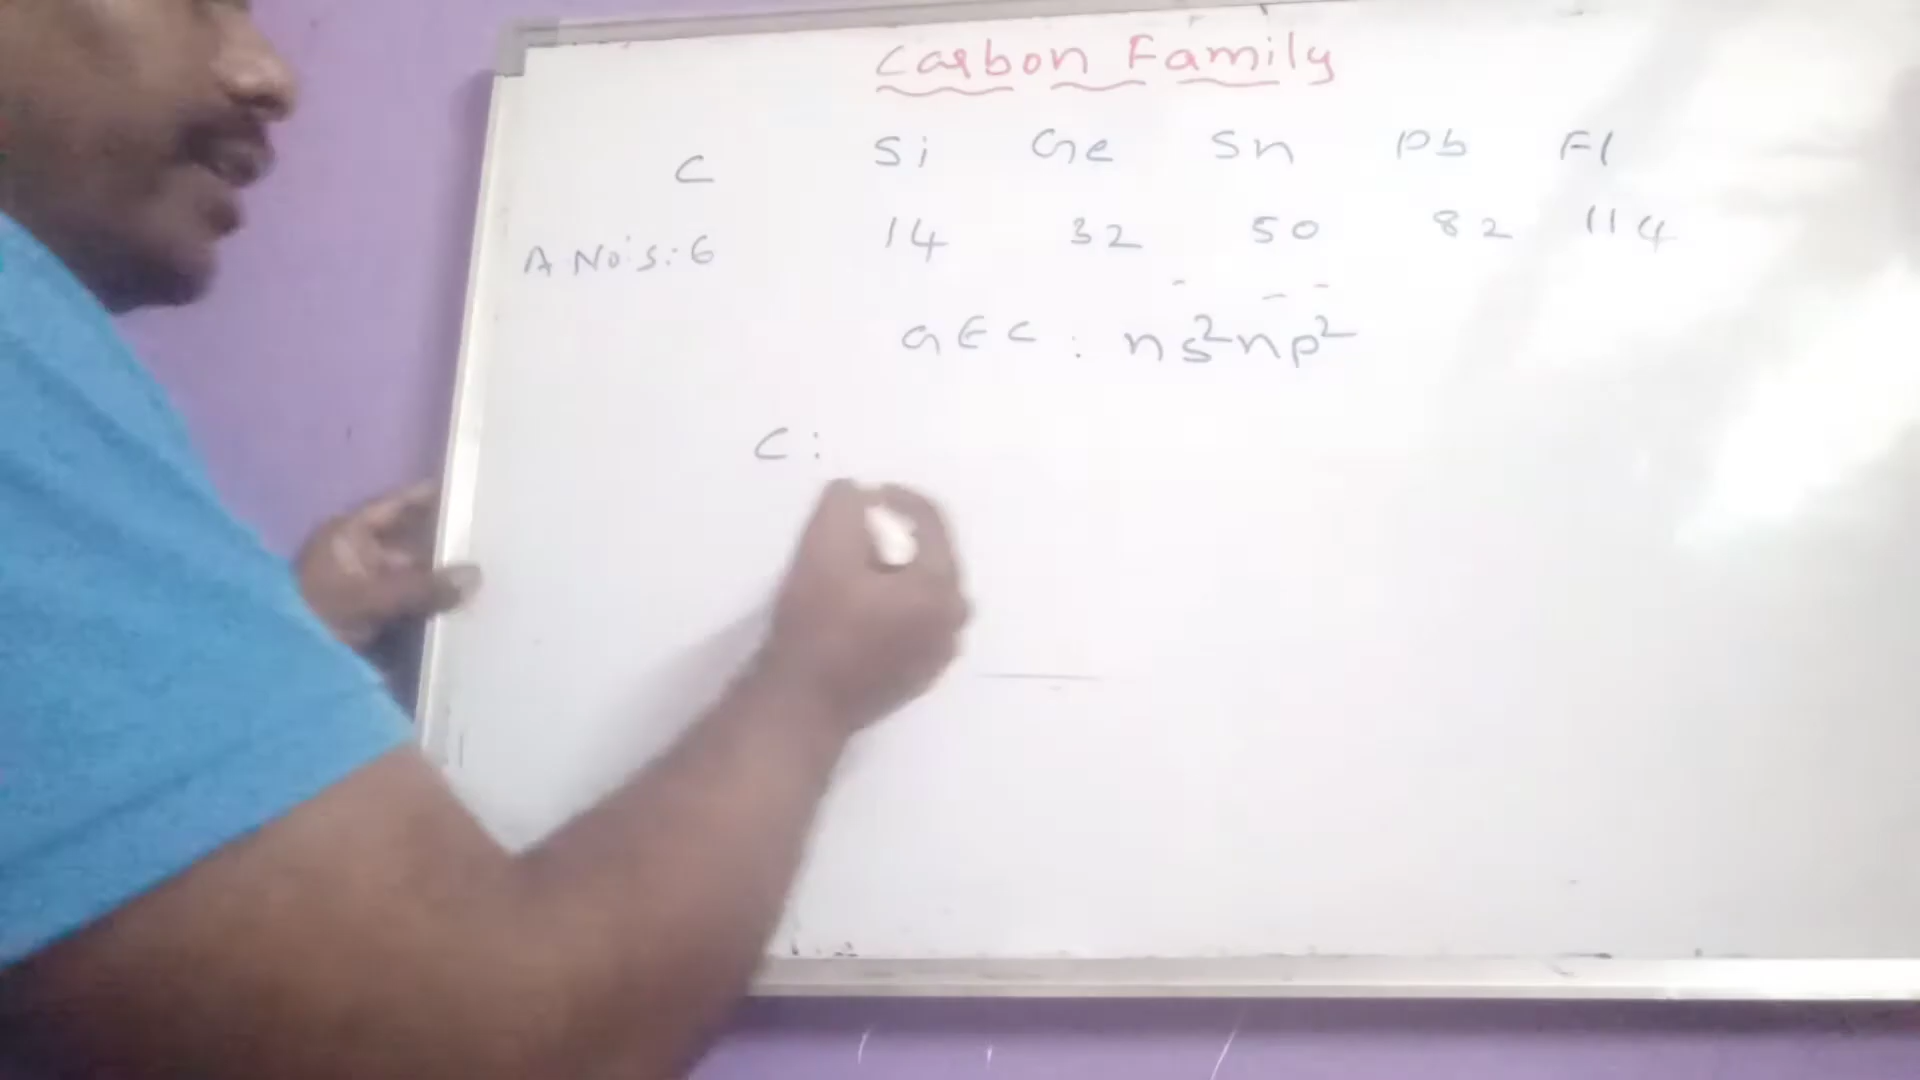 Carbon Family
C Si Ge Sn Pb Fl
A No's:6 14 32 50 82 114
GEC : ns²np²
C :